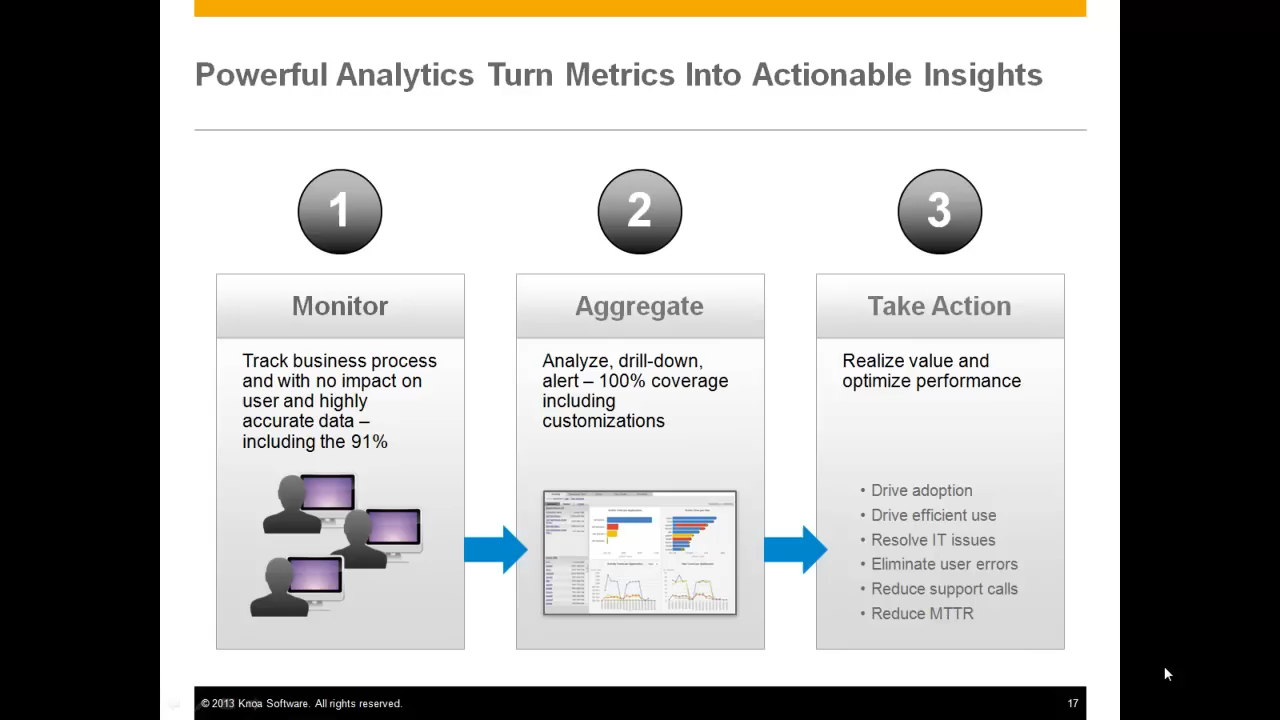 Powerful Analytics Turn Metrics Into Actionable Insights
1
2
3
Monitor
Track business process
and with no impact on
user and highly
accurate data –
including the 91%
Aggregate
Analyze, drill-down,
alert – 100% coverage
including
customizations
Take Action
Realize value and
optimize performance
• Drive adoption
• Drive efficient use
• Resolve IT issues
• Eliminate user errors
• Reduce support calls
• Reduce MTTR
© 2013 Knoa Software. All rights reserved.
17